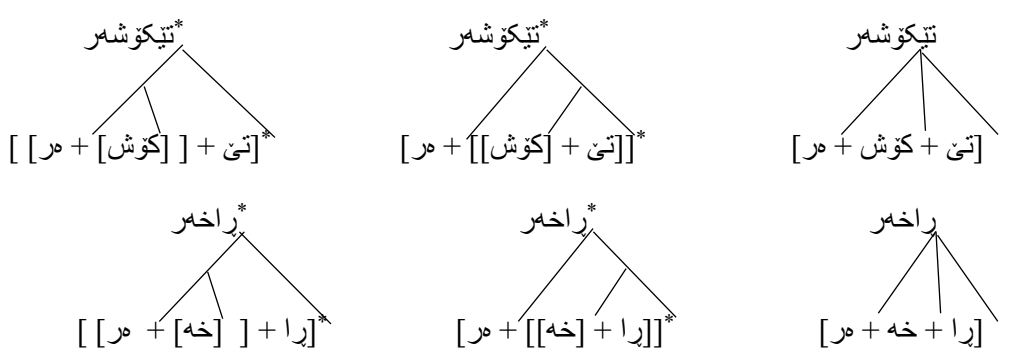 تێکۆشەر *تێکۆشەر *تێکۆشەر
[تێ + کۆش + ەر] *[[تێ + [کۆش]] + ەر] *[تێ + [ [کۆش] + ەر] ]
ڕاخەر *ڕاخەر *ڕاخەر
[ڕا + خە + ەر] *[[ڕا + [خە]] + ەر] *[ڕا + [ [خە] + ەر] ]